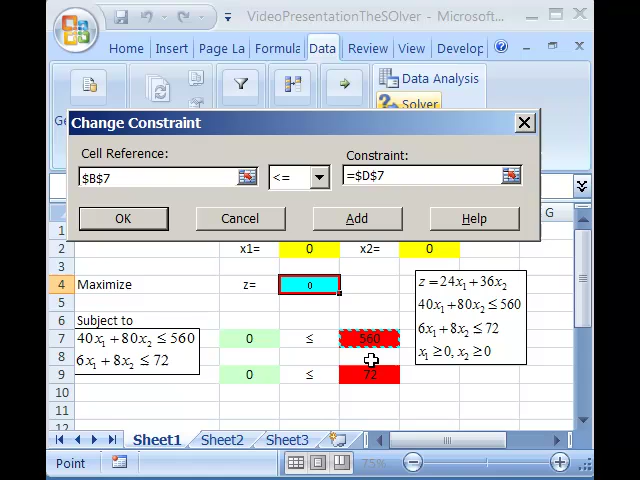 VideoPresentationTheSOlver - Microsof
Home Insert Page La Formula Data Review View Develop
Data Analysis
Solver
Change Constraint
Cell Reference:
Constraint:
$B$7 <= =$D$7
OK Cancel Add Help
G
1
2 x1= 0 x2= 0
3
4 Maximize z= 0
z=24x₁+36x₂
5
40x₁+80x₂≤560
6 Subject to
6x₁+8x₂≤72
7 40x₁+80x₂≤560 0 ≤ 560
x₁≥0, x₂≥0
8 6x₁+8x₂≤72
9 0 ≤ 72
10
11
12
Sheet1 Sheet2 Sheet3
Point 75%